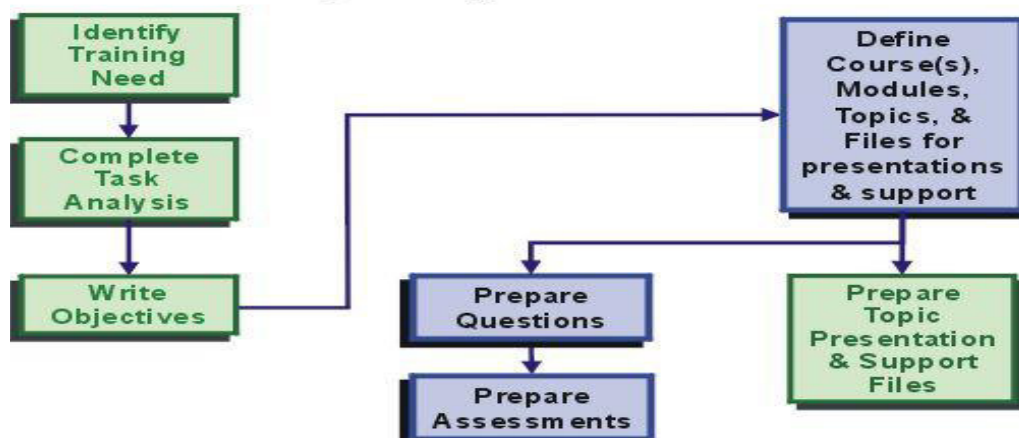 Identify
Training
Need
Complete
Task
Analysis
Write
Objectives
Define
Course(s),
Modules,
Topics, &
Files for
presentations
& support
Prepare
Questions
Prepare
Assessments
Prepare
Topic
Presentation
& Support
Files